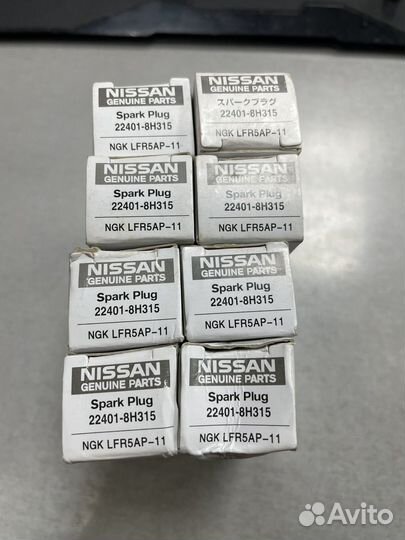 NISSAN
GENUINE PARTS
Spark Plug
22401-8H315
NGK LFR5AP-11
NISSAN
GENUINE PARTS
スパークプラグ
22401-8H315
NGK LFR5AP-11
NISSAN
GENUINE PARTS
Spark Plug
22401-8H315
NGK LFR5AP-11
NISSAN
GENUINE PARTS
Spark Plug
22401-8H315
NGK LFR5AP-11
NISSAN
GENUINE PARTS
Spark Plug
22401-8H315
NGK LFR5AP-11
NISSAN
GENUINE PARTS
Spark Plug
22401-8H315
NGK LFR5AP-11
NISSAN
GENUINE PARTS
Spark Plug
22401-8H315
NGK LFR5AP-11
NISSAN
GENUINE PARTS
Spark Plug
22401-8H315
NGK LFR5AP-11
Avito